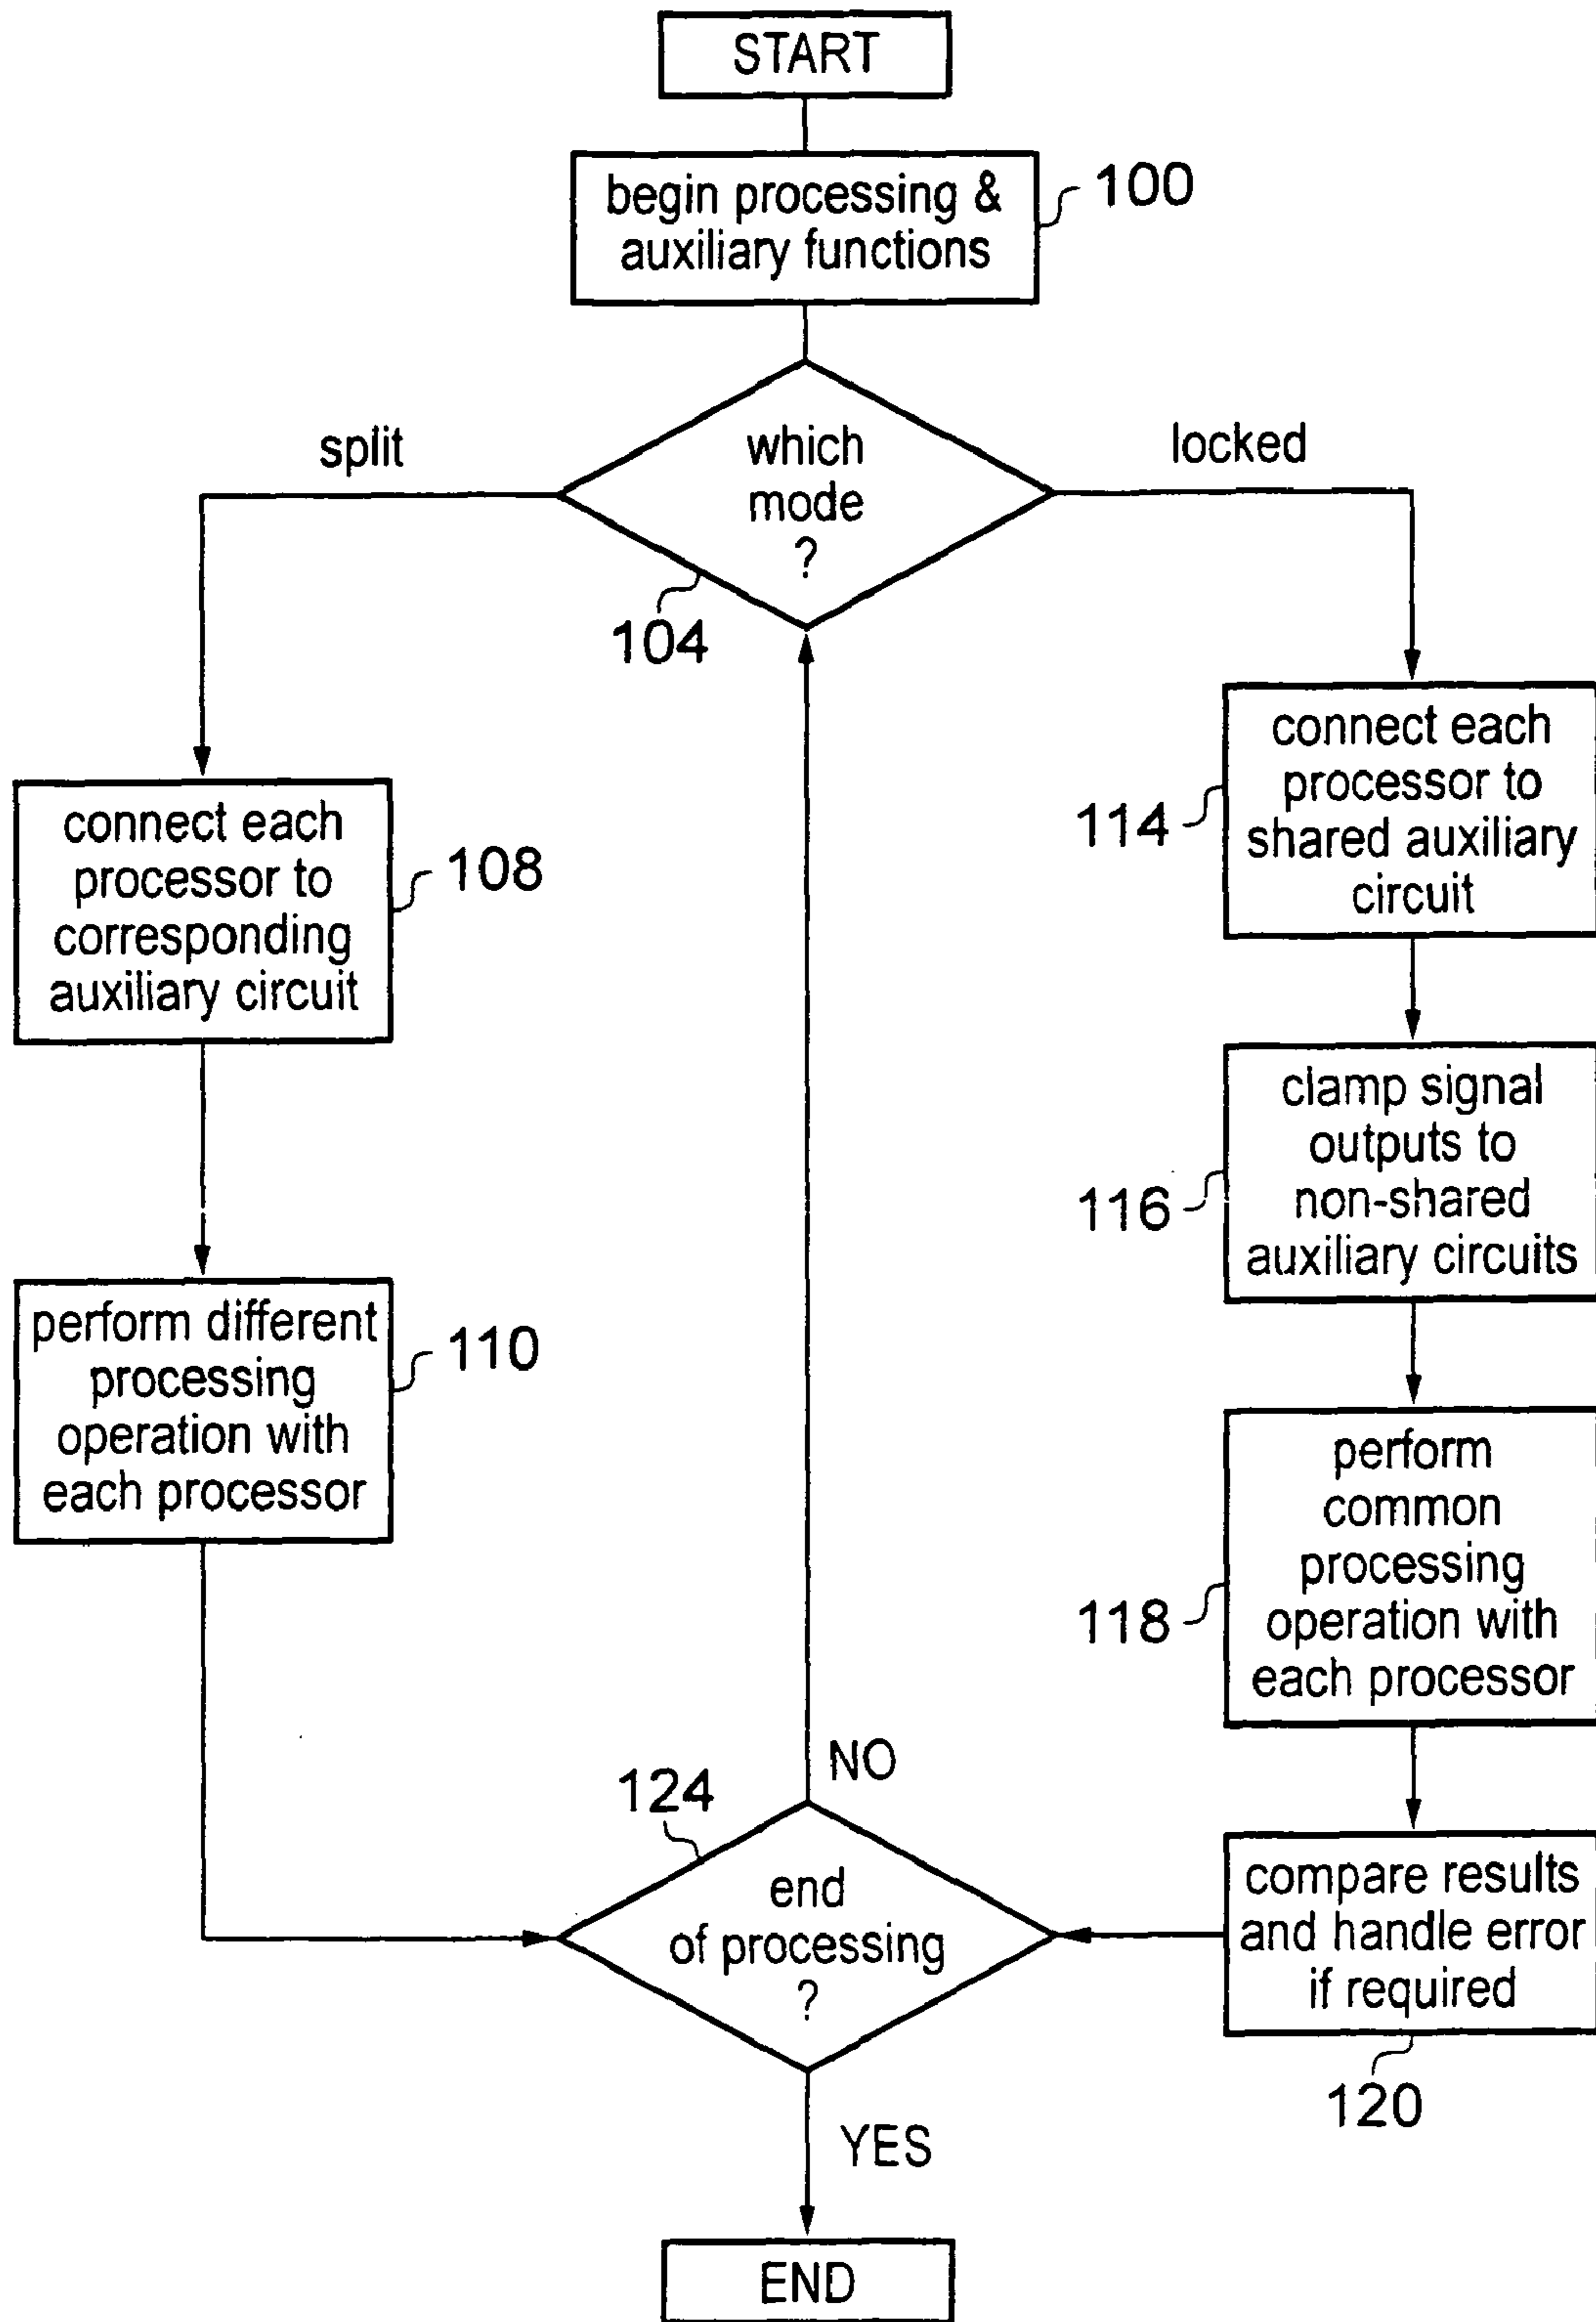 START
begin processing &
auxiliary functions
100
which
mode
?
104
split
locked
connect each
processor to
corresponding
auxiliary circuit
108
perform different
processing
operation with
each processor
110
connect each
processor to
shared auxiliary
circuit
114
clamp signal
outputs to
non-shared
auxiliary circuits
116
perform
common
processing
operation with
each processor
118
compare results
and handle error
if required
120
NO
124
end
of processing
?
YES
END